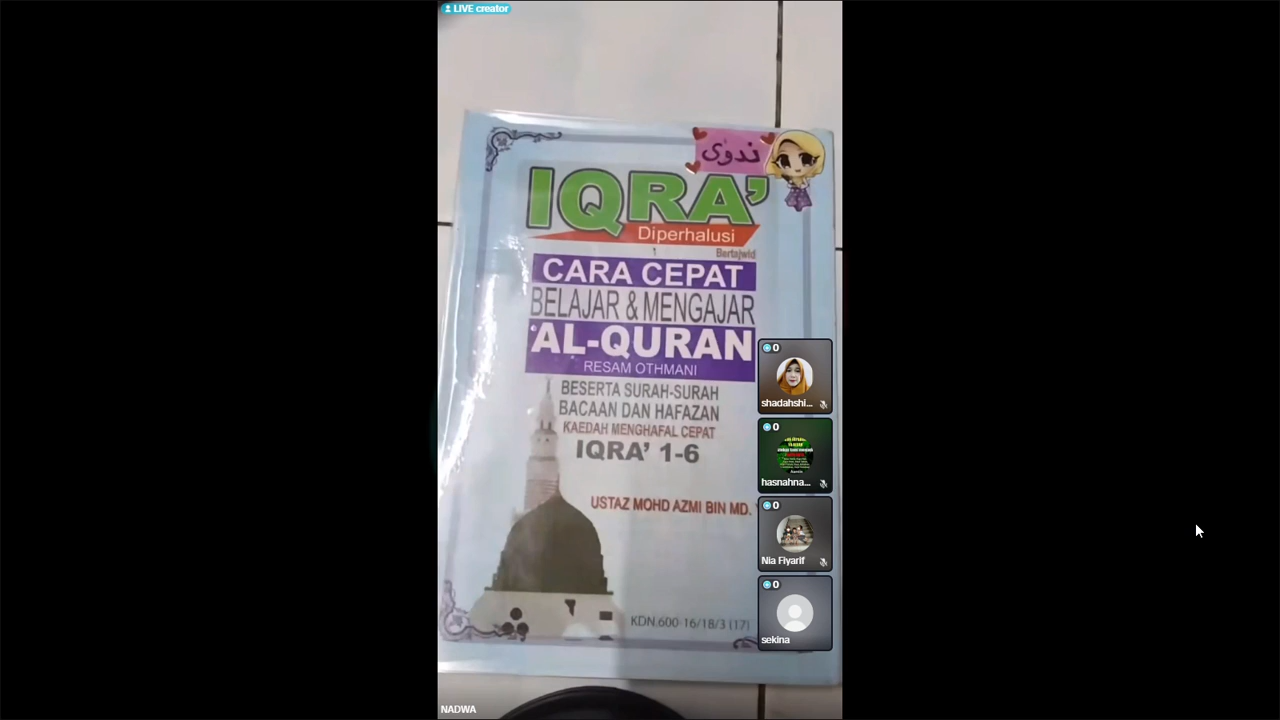 LIVE creator
ندوى
IQRA'
Diperhalusi
1
Bertajwid
CARA CEPAT
BELAJAR & MENGAJAR
AL-QURAN
RESAM OTHMANI
BESERTA SURAH-SURAH
BACAAN DAN HAFAZAN
KAEDAH MENGHAFAL CEPAT
IQRA' 1-6
USTAZ MOHD AZMI BIN MD.
KDN.600-16/18/3 (17)
0
shadahshi...
0
hasnahna...
0
Nia Fiyarif
0
sekina
NADWA